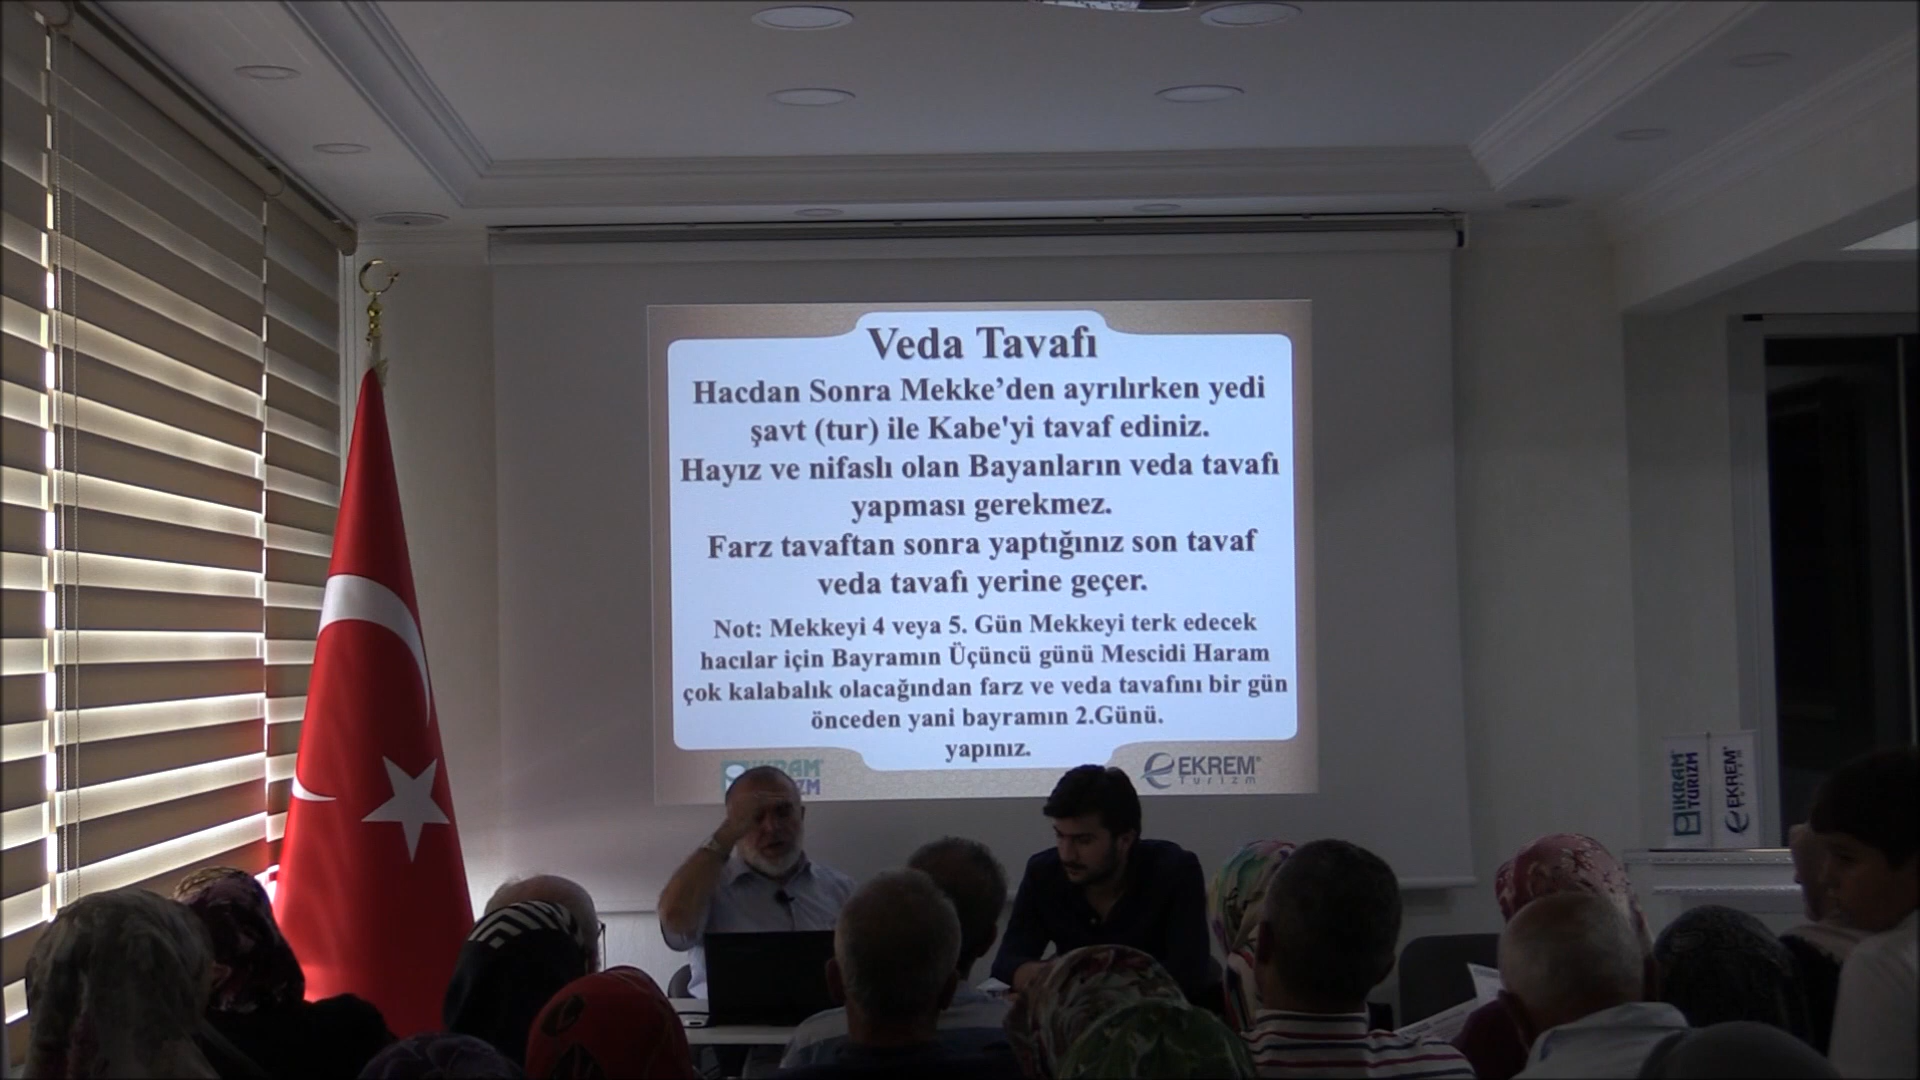 Veda Tavafı
Hacdan Sonra Mekke’den ayrılırken yedi
şavt (tur) ile Kabe'yi tavaf ediniz.
Hayız ve nifaslı olan Bayanların veda tavafı
yapması gerekmez.
Farz tavaftan sonra yaptığınız son tavaf
veda tavafı yerine geçer.
Not: Mekkeyi 4 veya 5. Gün Mekkeyi terk edecek
hacılar için Bayramın Üçüncü günü Mescidi Haram
çok kalabalık olacağından farz ve veda tavafını bir gün
önceden yani bayramın 2.Günü.
yapınız.
EKREM
Turizm
İKRAM
TURİZM
EKREM